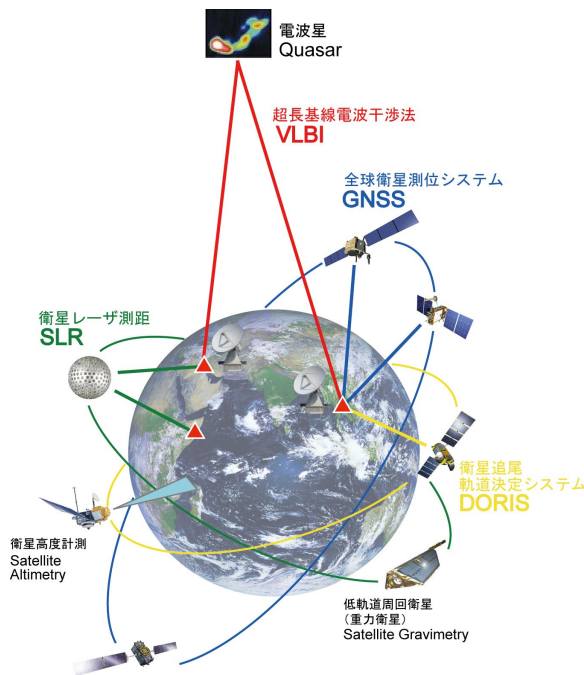 電波星
Quasar
超長基線電波干渉法
VLBI
全球衛星測位システム
GNSS
衛星レーザ測距
SLR
衛星追尾
軌道決定システム
DORIS
衛星高度計測
Satellite
Altimetry
低軌道周回衛星
（重力衛星）
Satellite Gravimetry